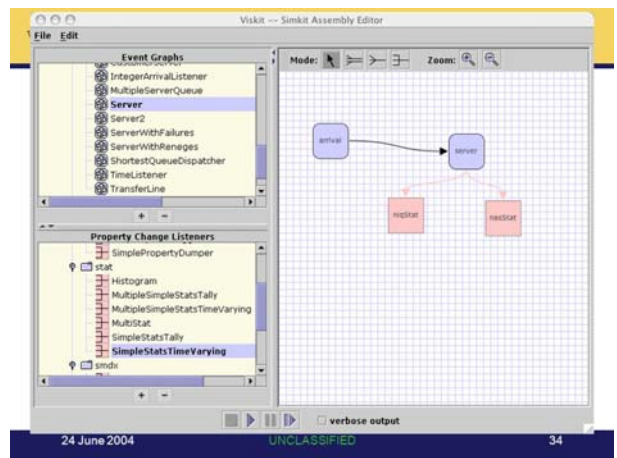 Viskit -- Simkit Assembly Editor
File Edit
Event Graphs
IntegerArrivalListener
MultipleServerQueue
Server
Server2
ServerWithFailures
ServerWithReneges
ShortestQueueDispatcher
TimeListener
TransferLine
+ -
Property Change Listeners
SimplePropertyDumper
stat
Histogram
MultipleSimpleStatsTally
MultipleSimpleStatsTimeVarying
MultiStat
SimpleStatsTally
SimpleStatsTimeVarying
smdx
+ -
Mode: Zoom:
arrival
server
niqStat
nasStat
verbose output
24 June 2004 UNCLASSIFIED 34